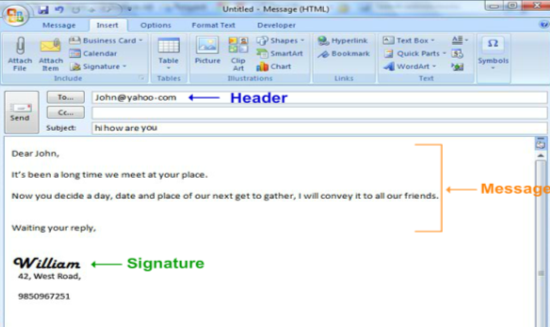 Untitled - Message (HTML)
Message Insert Options Format Text Developer
Business Card Shapes Hyperlink Text Box
Calendar SmartArt Bookmark Quick Parts
Attach File Attach Item Signature Table Picture Clip Art Chart WordArt Symbols
Include Tables Illustrations Links Text
To... John@yahoo-com Header
Send Cc...
Subject: hi how are you
Dear John,
It's been a long time we meet at your place.
Now you decide a day, date and place of our next get to gather, I will convey it to all our friends. Message
Waiting your reply,
William Signature
42, West Road,
9850967251